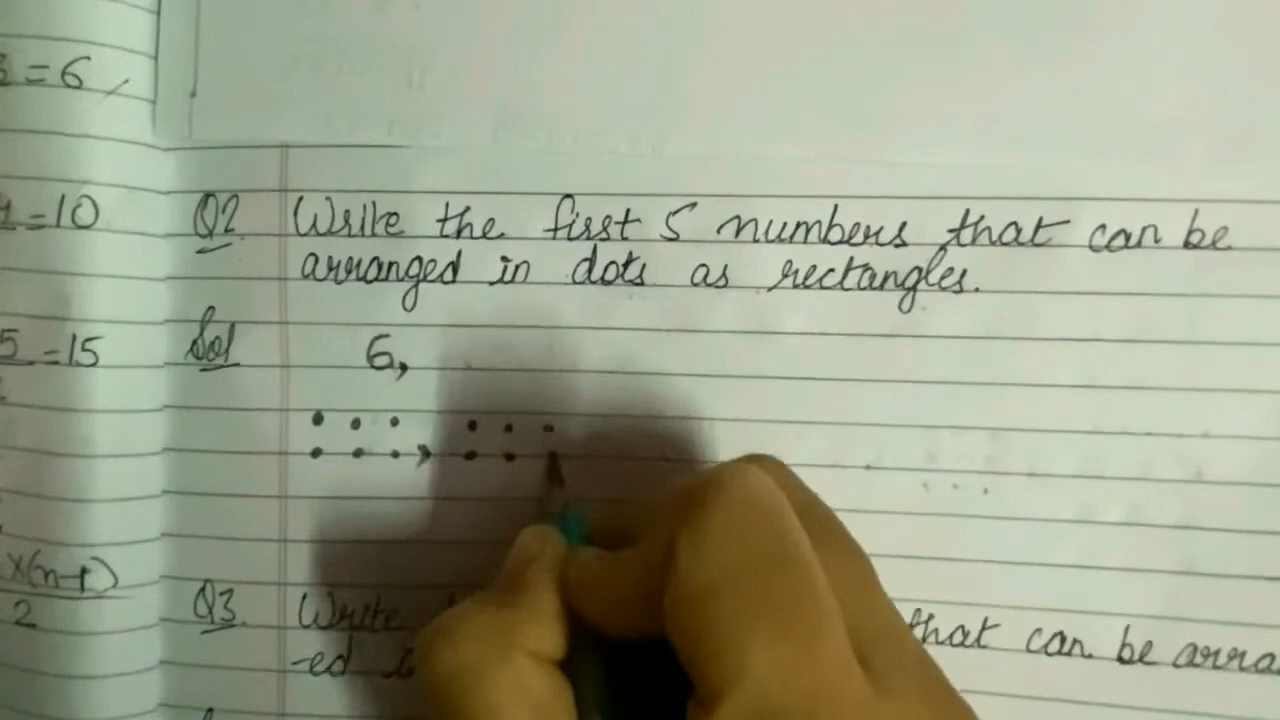 =6
=10
Q2 Write the first 5 numbers that can be
arranged in dots as rectangles.
5 =15
Sol 6,
x(n-1)
2
Q3. Write that can be arra
-ed